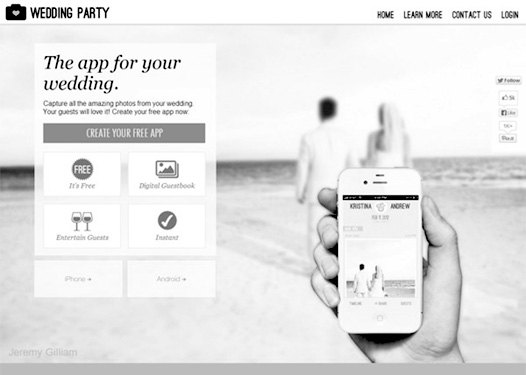 WEDDING PARTY
HOME LEARN MORE CONTACT US LOGIN
The app for your
wedding.
Capture all the amazing photos from your wedding.
Your guests will love it! Create your free app now:
CREATE YOUR FREE APP
FREE
It's Free
Digital Guestbook
Entertain Guests
Instant
iPhone
Android
Follow
5k
Like
Pin it
KRISTINA ANDREW
TIMELINE
Jeremy Gilliam